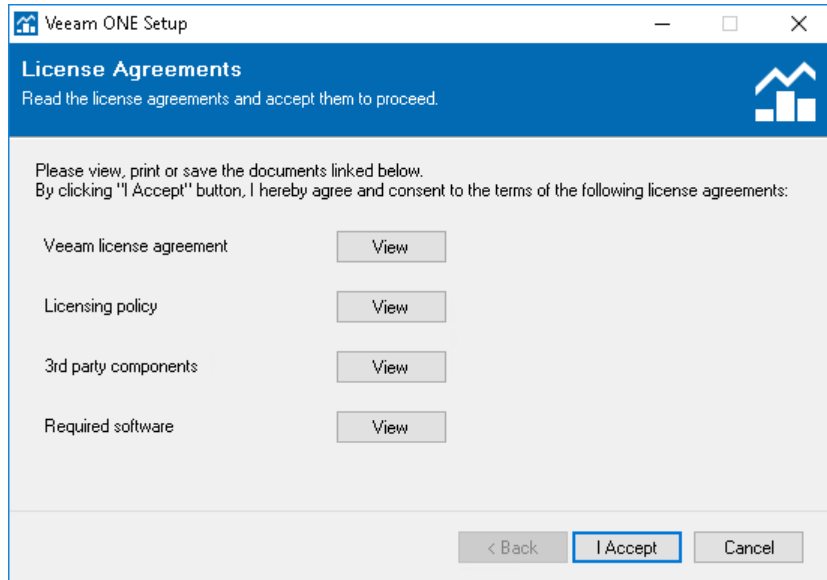 Veeam ONE Setup
License Agreements
Read the license agreements and accept them to proceed.
Please view, print or save the documents linked below.
By clicking "I Accept" button, I hereby agree and consent to the terms of the following license agreements:
Veeam license agreement View
Licensing policy View
3rd party components View
Required software View
< Back I Accept Cancel